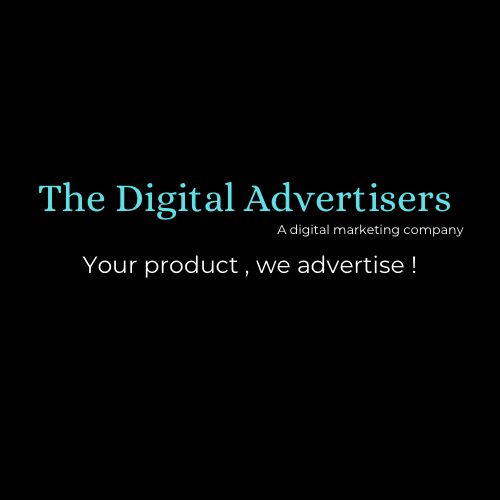 The Digital Advertisers
A digital marketing company
Your product , we advertise !